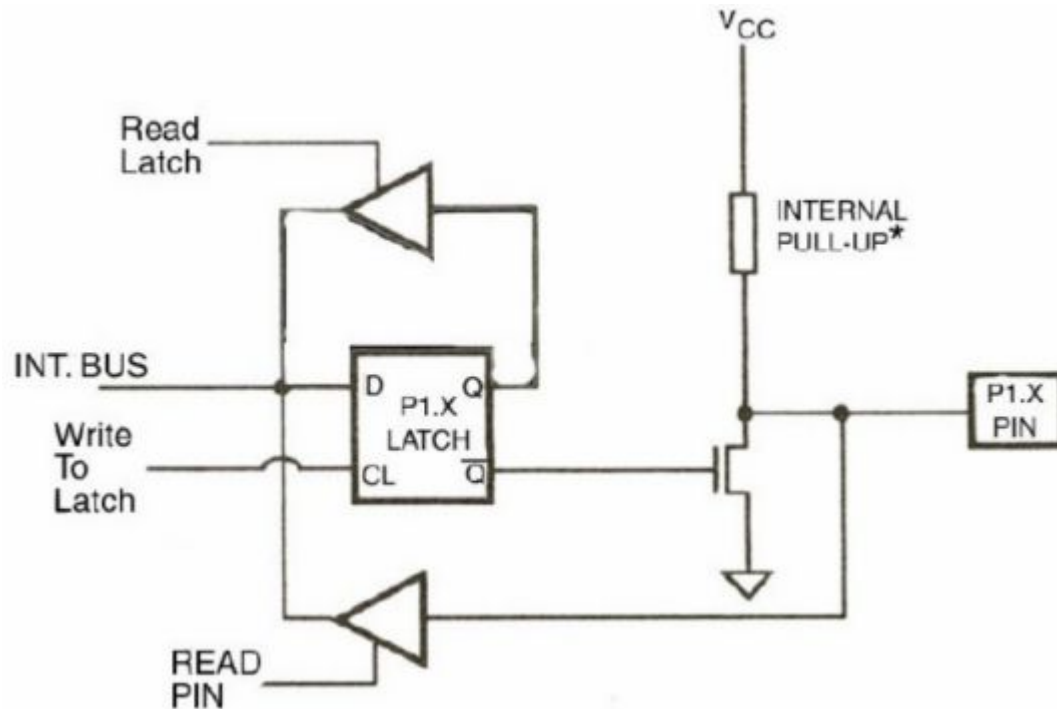 VCC
Read
Latch
INTERNAL
PULL-UP*
INT. BUS
D
Q
P1.X
LATCH
P1.X
PIN
Write
To
Latch
CL
Q̅
READ
PIN